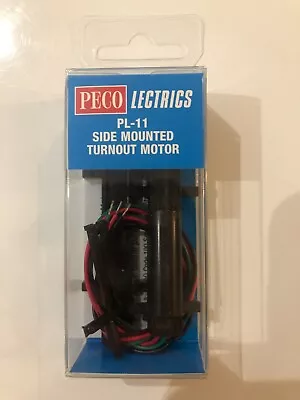 PECO LECTRICS
PL-11
SIDE MOUNTED
TURNOUT MOTOR